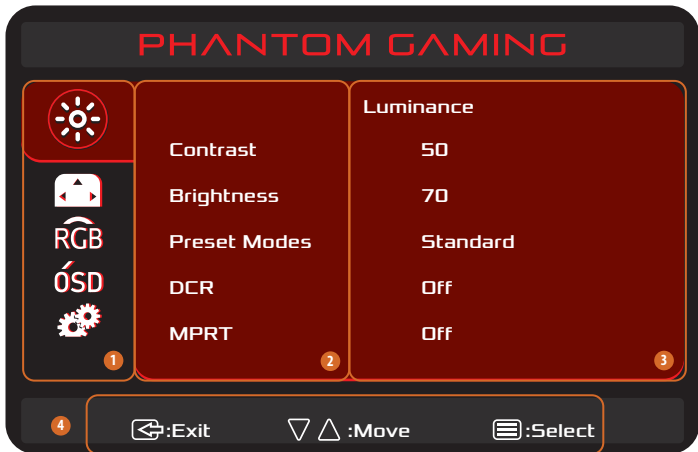 PHANTOM GAMING
Luminance
Contrast 50
Brightness 70
RGB
Preset Modes Standard
OSD
DCR Off
MPRT Off
1
2
3
4
:Exit :Move :Select